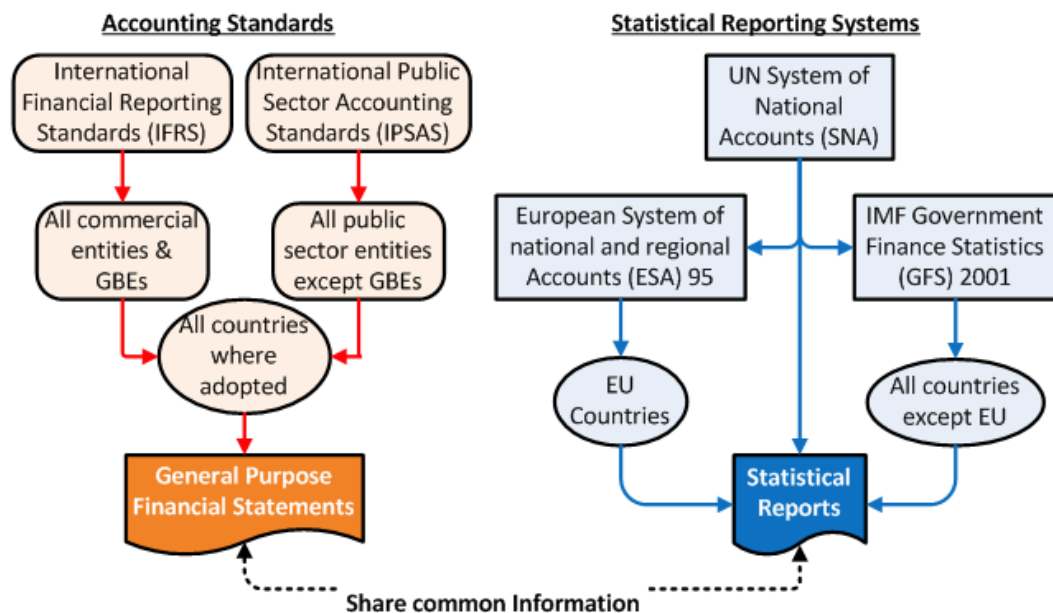 Accounting Standards
International
Financial Reporting
Standards (IFRS)
International Public
Sector Accounting
Standards (IPSAS)
All commercial
entities &
GBEs
All public
sector entities
except GBEs
All countries
where
adopted
General Purpose
Financial Statements
Statistical Reporting Systems
UN System of
National
Accounts (SNA)
European System of
national and regional
Accounts (ESA) 95
IMF Government
Finance Statistics
(GFS) 2001
EU
Countries
All countries
except EU
Statistical
Reports
Share common Information